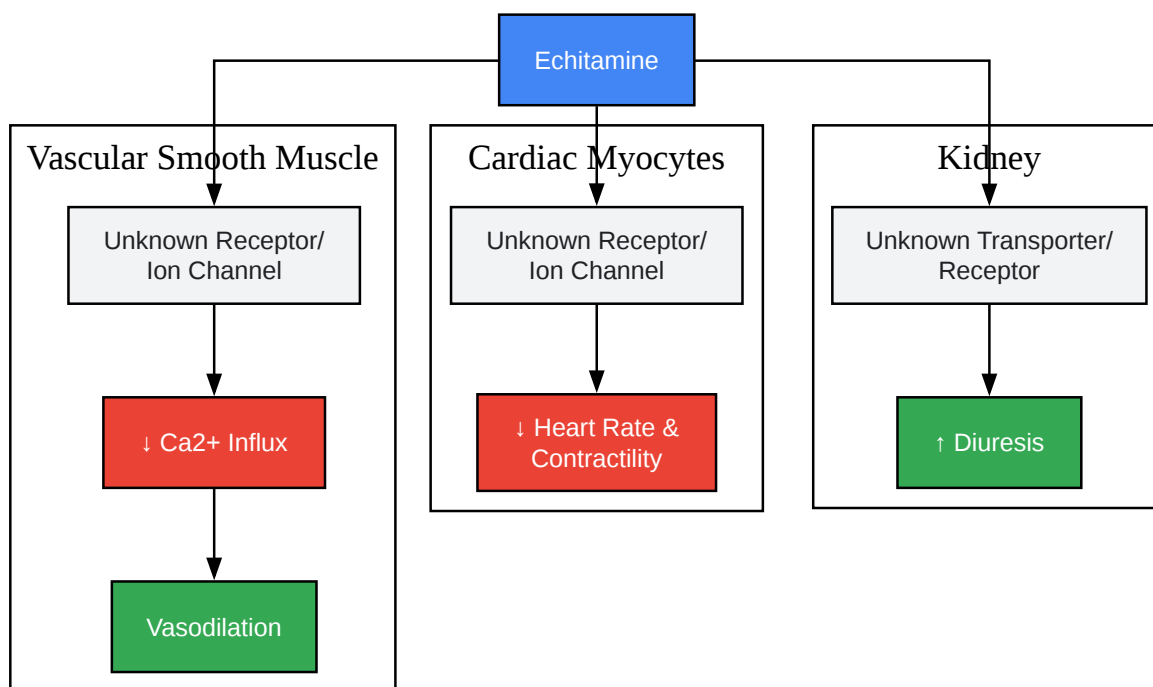 Echitamine
Vascular Smooth Muscle
Unknown Receptor/
Ion Channel
↓ Ca2+ Influx
Vasodilation
Cardiac Myocytes
Unknown Receptor/
Ion Channel
↓ Heart Rate &
Contractility
Kidney
Unknown Transporter/
Receptor
↑ Diuresis